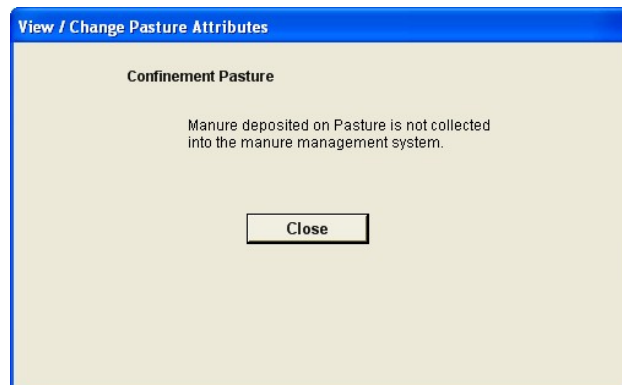 View / Change Pasture Attributes
Confinement Pasture
Manure deposited on Pasture is not collected
into the manure management system.
Close